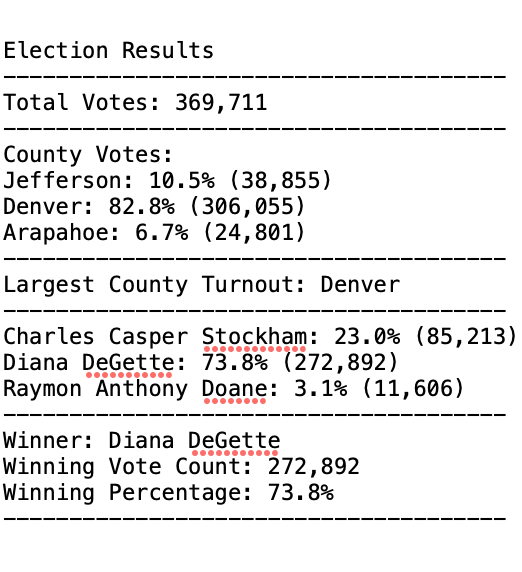 Election Results
--------------------------------------
Total Votes: 369,711
--------------------------------------
County Votes:
Jefferson: 10.5% (38,855)
Denver: 82.8% (306,055)
Arapahoe: 6.7% (24,801)
--------------------------------------
Largest County Turnout: Denver
--------------------------------------
Charles Casper Stockham: 23.0% (85,213)
Diana DeGette: 73.8% (272,892)
Raymon Anthony Doane: 3.1% (11,606)
--------------------------------------
Winner: Diana DeGette
Winning Vote Count: 272,892
Winning Percentage: 73.8%
--------------------------------------